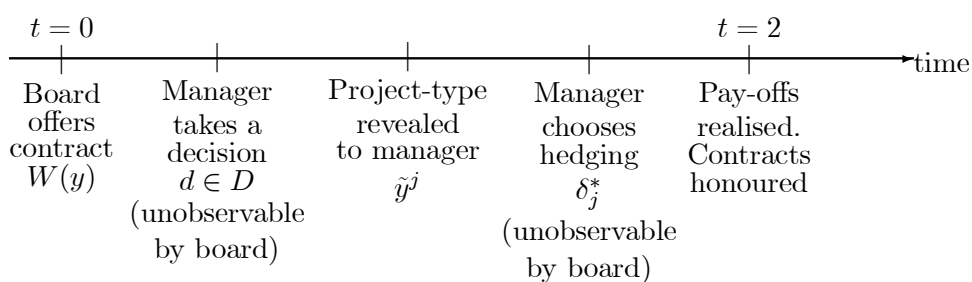 t = 0
t = 2
time
Board
offers
contract
W(y)
Manager
takes a
decision
d ∈ D
(unobservable
by board)
Project-type
revealed
to manager
ỹʲ
Manager
chooses
hedging
δ*ⱼ
(unobservable
by board)
Pay-offs
realised.
Contracts
honoured